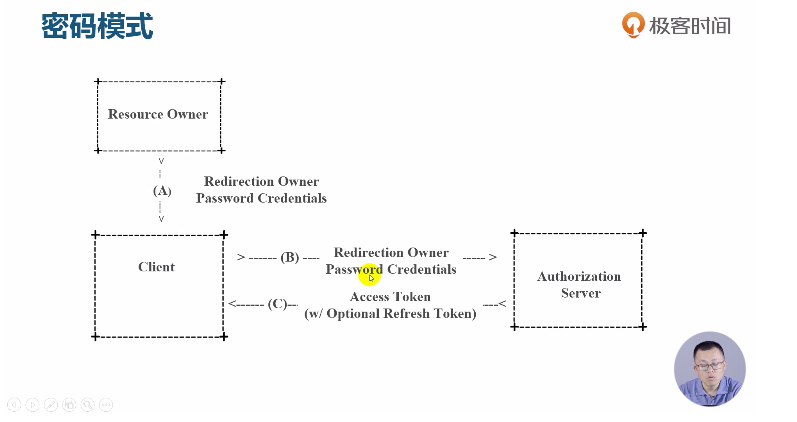 密码模式
极客时间
Resource Owner
(A)
Redirection Owner
Password Credentials
Client
(B)
Redirection Owner
Password Credentials
(C)
Access Token
(w/ Optional Refresh Token)
Authorization
Server